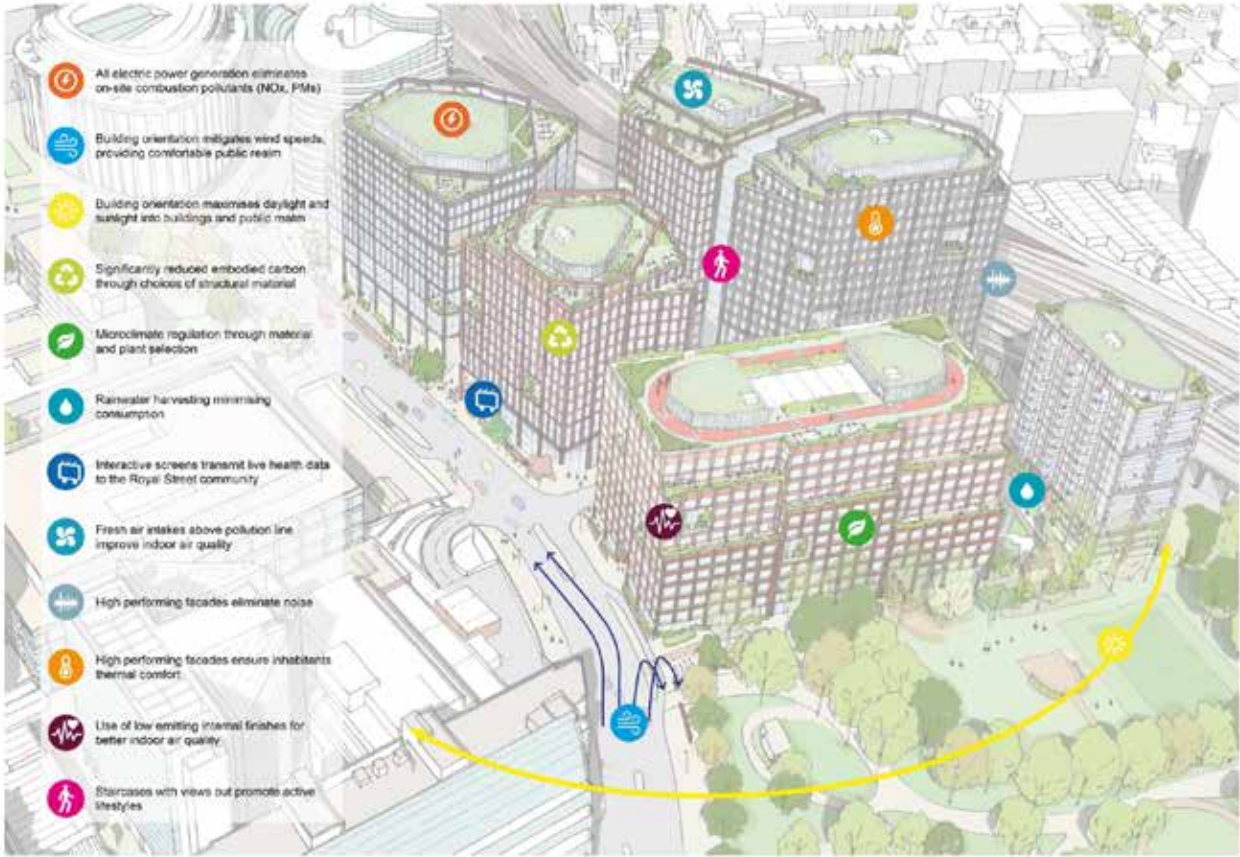 All electric power generation eliminates
on-site combustion pollutants (NOx, PMs)
Building orientation mitigates wind speeds,
providing comfortable public realm
Building orientation maximises daylight and
sunlight into buildings and public realm
Significantly reduced embodied carbon
through choices of structural material
Microclimate regulation through material
and plant selection
Rainwater harvesting minimising
consumption
Interactive screens transmit live health data
to the Royal Street community
Fresh air intakes above pollution line
improve indoor air quality
High performing facades eliminate noise
High performing facades ensure inhabitants
thermal comfort
Use of low emitting internal finishes for
better indoor air quality
Staircases with views out promote active
lifestyles